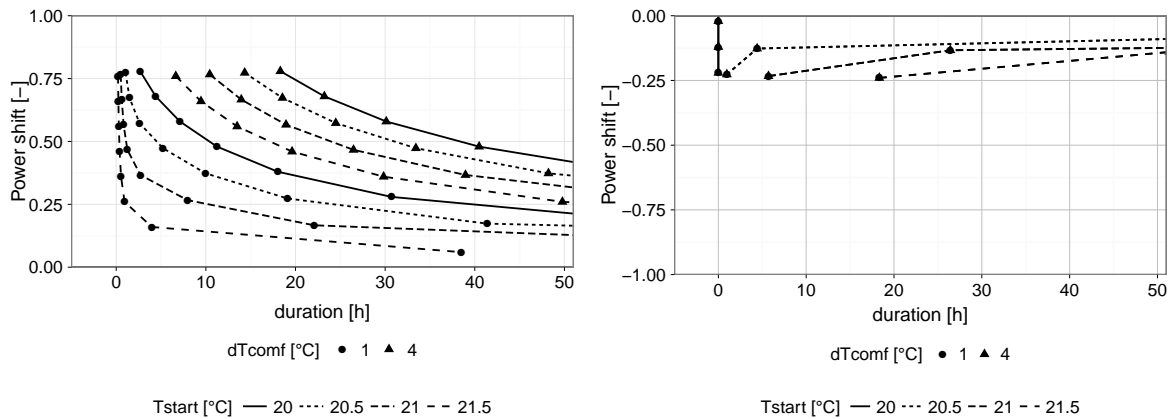 1.00
0.75
0.50
0.25
0.00
Power shift [-]
0 10 20 30 40 50
duration [h]
dTcomf [°C] 1 4
Tstart [°C] 20 20.5 21 21.5
0.00
−0.25
−0.50
−0.75
−1.00
Power shift [−]
0 10 20 30 40 50
duration [h]
dTcomf [°C] 1 4
Tstart [°C] 20 20.5 21 21.5